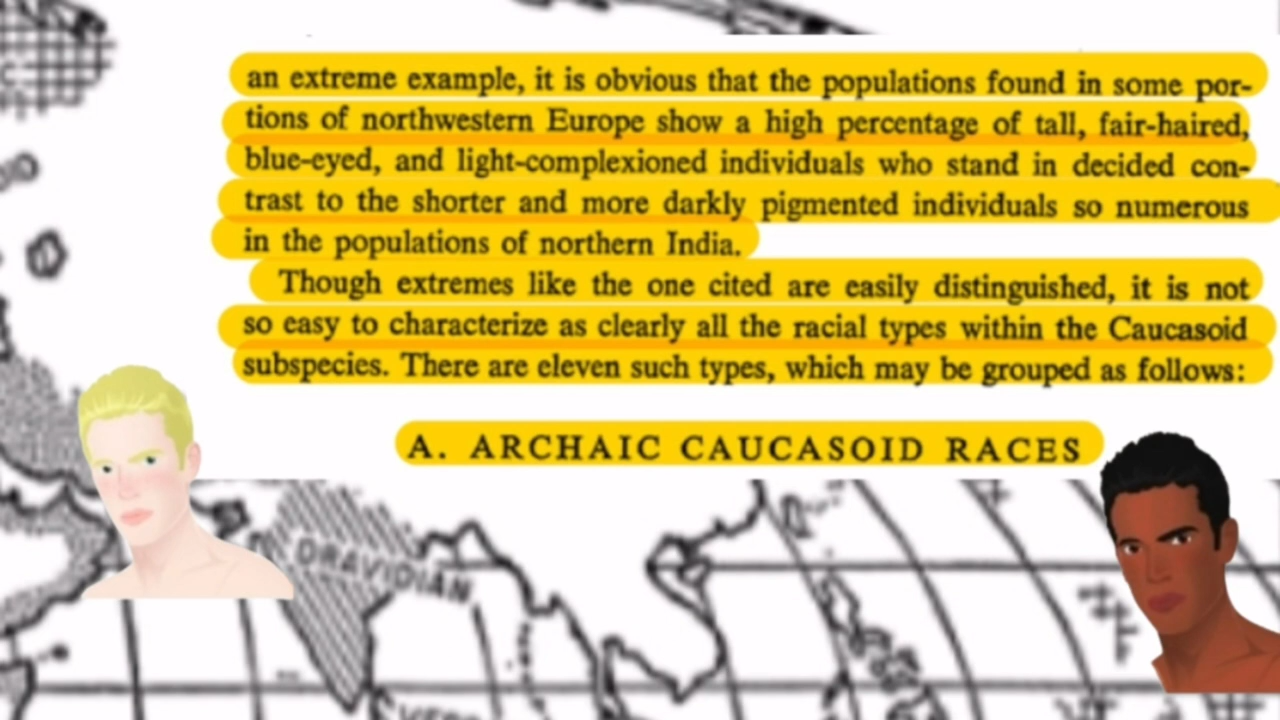 an extreme example, it is obvious that the populations found in some por-
tions of northwestern Europe show a high percentage of tall, fair-haired,
blue-eyed, and light-complexioned individuals who stand in decided con-
trast to the shorter and more darkly pigmented individuals so numerous
in the populations of northern India.
Though extremes like the one cited are easily distinguished, it is not
so easy to characterize as clearly all the racial types within the Caucasoid
subspecies. There are eleven such types, which may be grouped as follows:
A. ARCHAIC CAUCASOID RACES
DRAVIDIAN